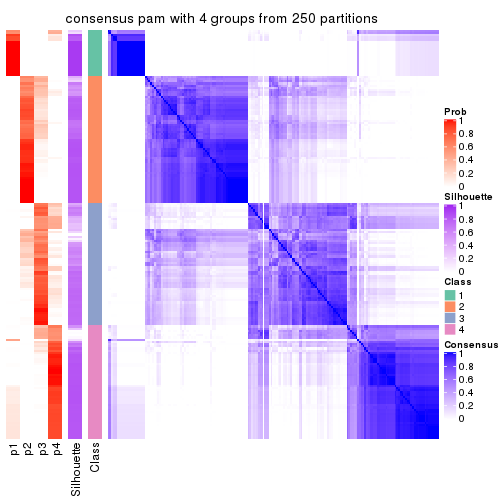 consensus pam with 4 groups from 250 partitions
Prob
1
0.8
0.6
0.4
0.2
0
Silhouette
1
0.8
0.6
0.4
0.2
0
Class
1
2
3
4
Consensus
1
0.8
0.6
0.4
0.2
0
p1
p2
p3
p4
Silhouette
Class